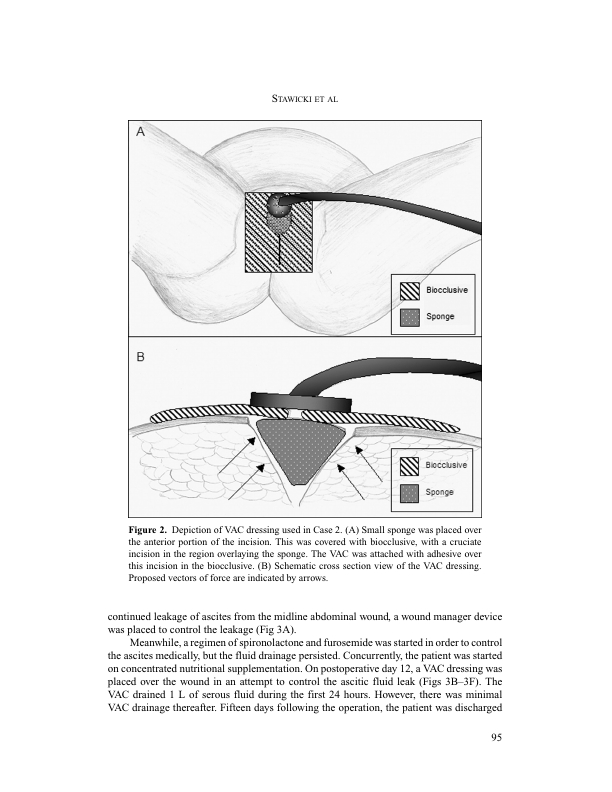 STAWICKI ET AL
A
Biocclusive
Sponge
B
Biocclusive
Sponge
Figure 2. Depiction of VAC dressing used in Case 2. (A) Small sponge was placed over
the anterior portion of the incision. This was covered with biocclusive, with a cruciate
incision in the region overlaying the sponge. The VAC was attached with adhesive over
this incision in the biocclusive. (B) Schematic cross section view of the VAC dressing.
Proposed vectors of force are indicated by arrows.
continued leakage of ascites from the midline abdominal wound, a wound manager device
was placed to control the leakage (Fig 3A).
Meanwhile, a regimen of spironolactone and furosemide was started in order to control
the ascites medically, but the fluid drainage persisted. Concurrently, the patient was started
on concentrated nutritional supplementation. On postoperative day 12, a VAC dressing was
placed over the wound in an attempt to control the ascitic fluid leak (Figs 3B–3F). The
VAC drained 1 L of serous fluid during the first 24 hours. However, there was minimal
VAC drainage thereafter. Fifteen days following the operation, the patient was discharged
95